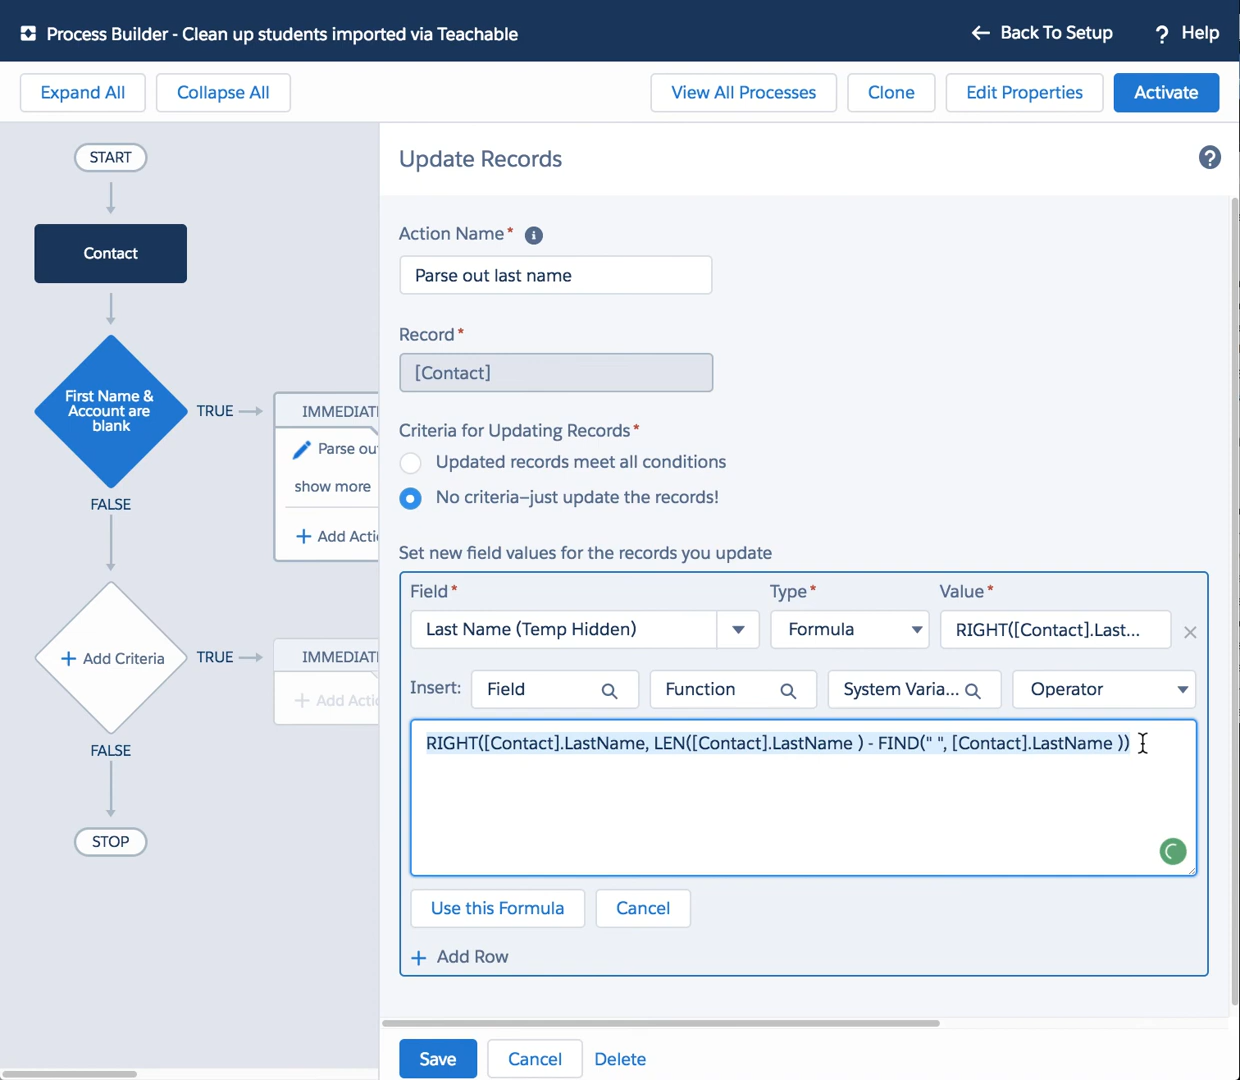 Process Builder - Clean up students imported via Teachable
Back To Setup
? Help
Expand All
Collapse All
View All Processes
Clone
Edit Properties
Activate
START
Contact
First Name &
Account are
blank
TRUE
FALSE
IMMEDIAT
Parse ou
show more
+ Add Acti
+ Add Criteria
TRUE
FALSE
IMMEDIAT
+ Add Acti
STOP
Update Records
?
Action Name*
i
Parse out last name
Record*
[Contact]
Criteria for Updating Records*
Updated records meet all conditions
No criteria–just update the records!
Set new field values for the records you update
Field*
Type*
Value*
Last Name (Temp Hidden)
Formula
RIGHT([Contact].Last...
Insert:
Field
Function
System Varia...
Operator
RIGHT([Contact].LastName, LEN([Contact].LastName ) - FIND(" ", [Contact].LastName ))
Use this Formula
Cancel
+ Add Row
Save
Cancel
Delete